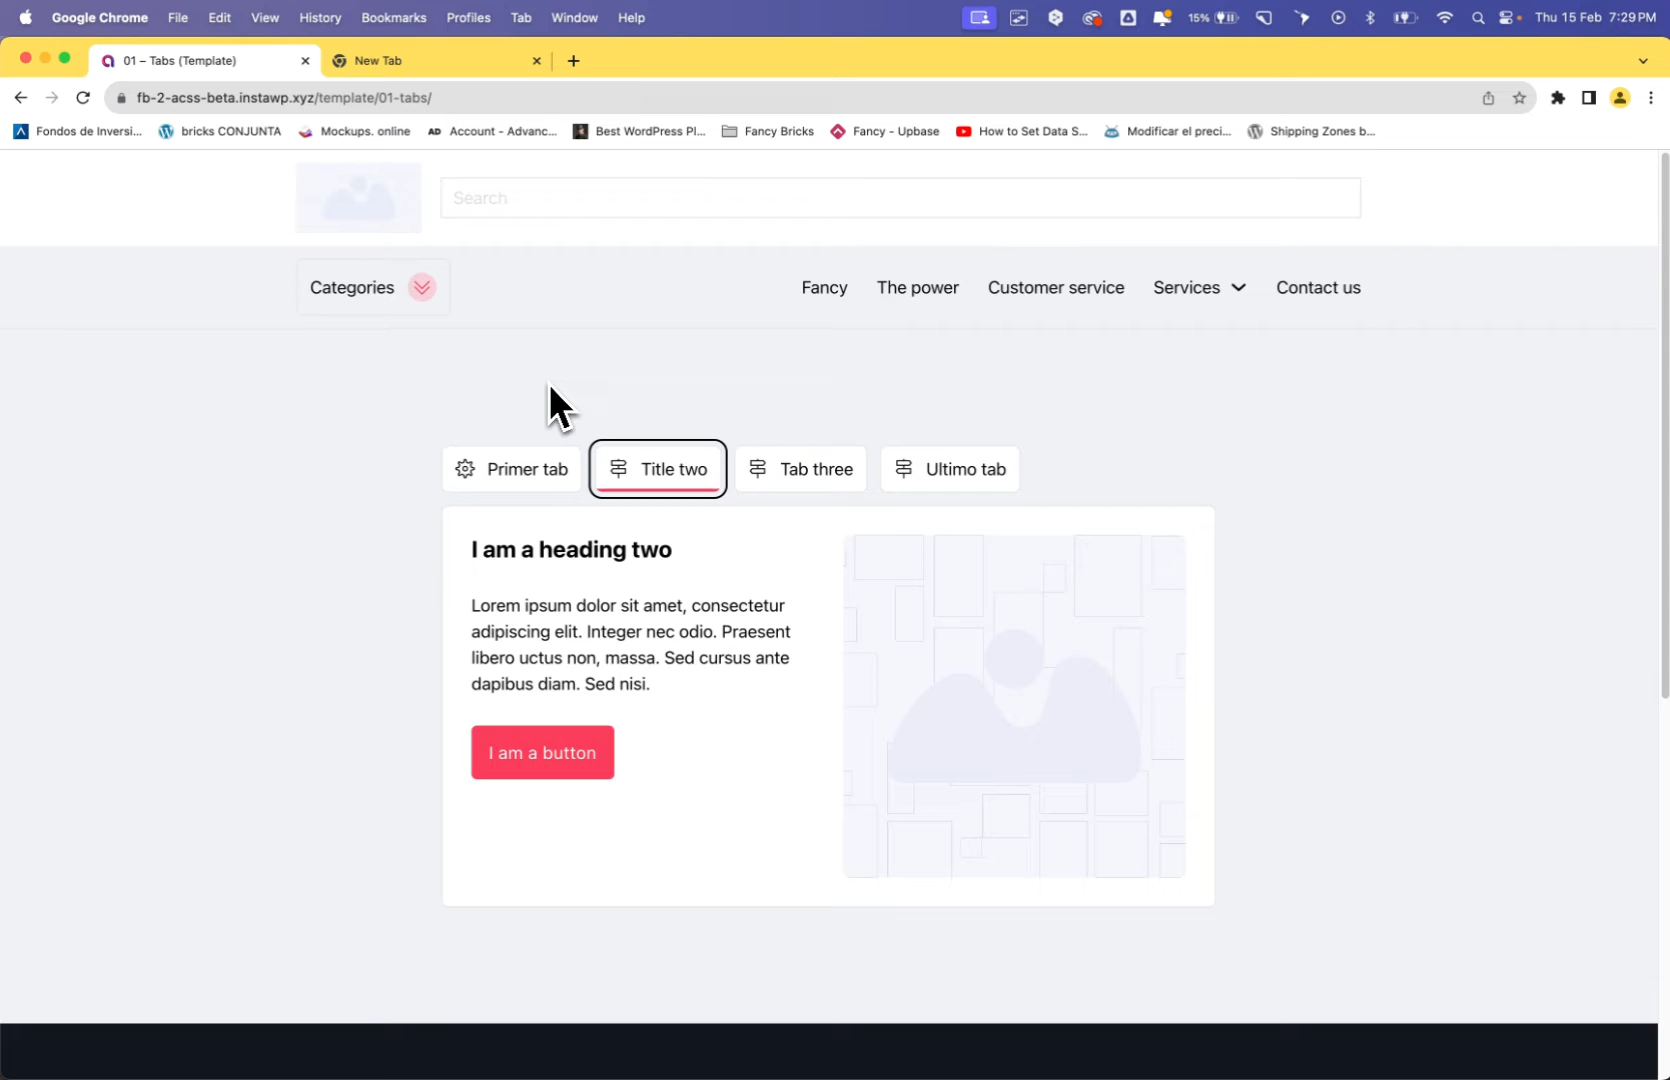 Google Chrome File Edit View History Bookmarks Profiles Tab Window Help 15% Thu 15 Feb 7:29 PM
01 – Tabs (Template) New Tab
fb-2-acss-beta.instawp.xyz/template/01-tabs/
Fondos de Inversi... bricks CONJUNTA Mockups. online AD Account - Advanc... Best WordPress Pl... Fancy Bricks Fancy - Upbase How to Set Data S... Modificar el preci... Shipping Zones b...
Search
Categories Fancy The power Customer service Services Contact us
Primer tab Title two Tab three Ultimo tab
I am a heading two
Lorem ipsum dolor sit amet, consectetur
adipiscing elit. Integer nec odio. Praesent
libero uctus non, massa. Sed cursus ante
dapibus diam. Sed nisi.
I am a button